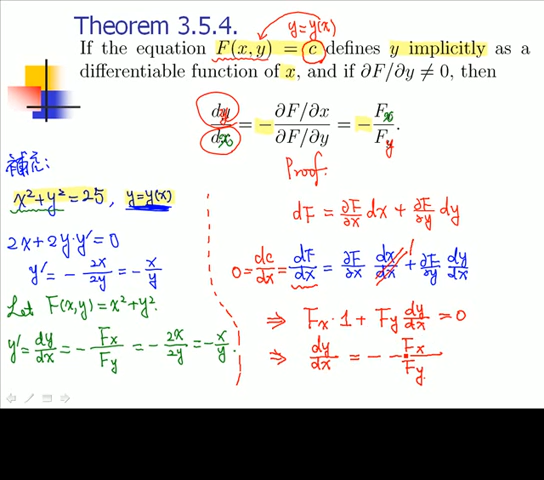 Theorem 3.5.4.
y = y(x)
If the equation F(x, y) = c defines y implicitly as a
differentiable function of x, and if ∂F/∂y ≠ 0, then
dy/dx = − (∂F/∂x)/(∂F/∂y) = − Fx/Fy.
補充:
x²+y²=25, y=y(x)
2x+2y·y'=0
y' = − 2x/2y = − x/y
Let F(x,y)=x²+y².
y' = dy/dx = − Fx/Fy = − 2x/2y = − x/y.
Proof.
dF = ∂F/∂x dx + ∂F/∂y dy
0 = dc/dx = dF/dx = ∂F/∂x dx/dx 1 + ∂F/∂y dy/dx
⇒ Fx · 1 + Fy dy/dx = 0
⇒ dy/dx = − − Fx/Fy